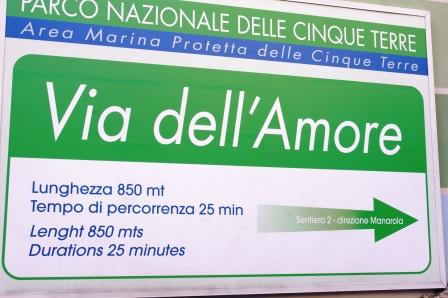 PARCO NAZIONALE DELLE CINQUE TERRE
Area Marina Protetta delle Cinque Terre
Via dell'Amore
Lunghezza 850 mt
Tempo di percorrenza 25 min
Lenght 850 mts
Durations 25 minutes
Sentiero 2 - direzione Manarola